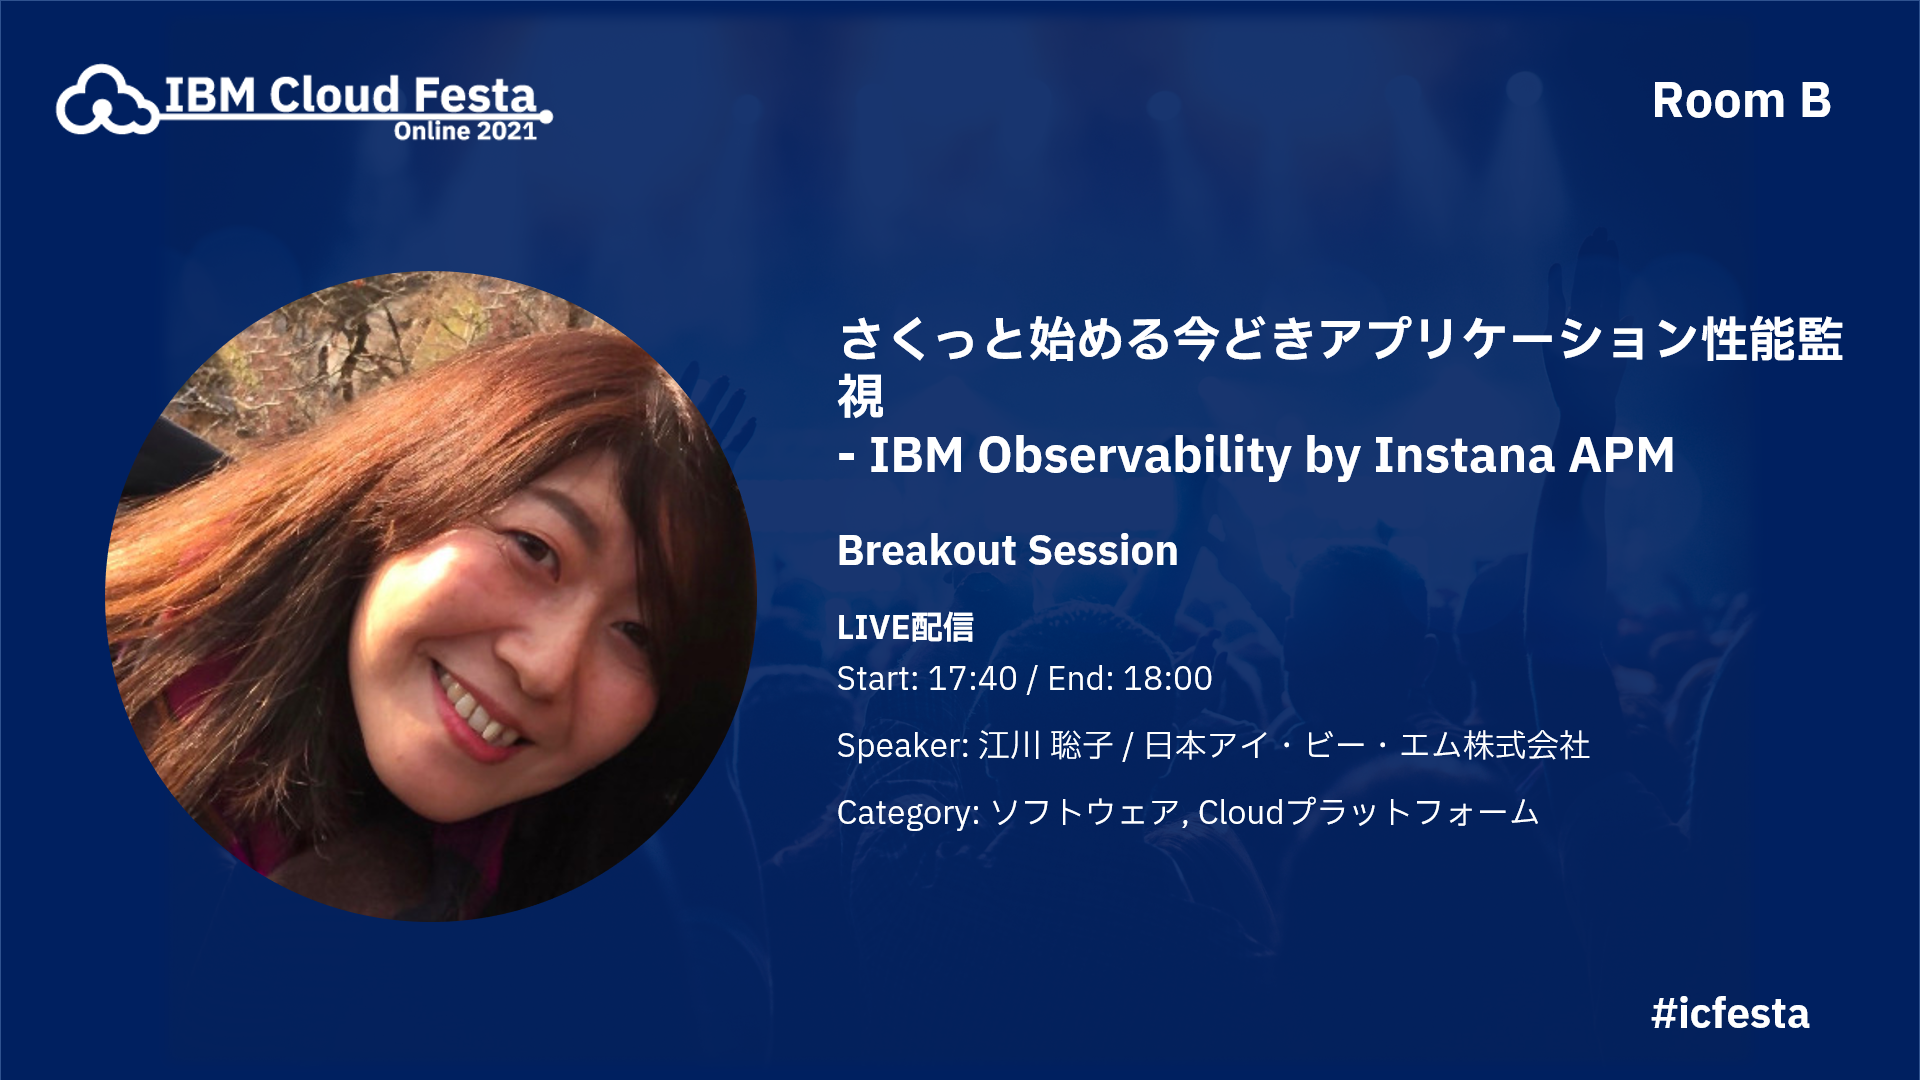 IBM Cloud Festa
Online 2021
Room B
さくっと始める今どきアプリケーション性能監
視
- IBM Observability by Instana APM
Breakout Session
LIVE配信
Start: 17:40 / End: 18:00
Speaker: 江川 聡子 / 日本アイ・ビー・エム株式会社
Category: ソフトウェア, Cloudプラットフォーム
#icfesta